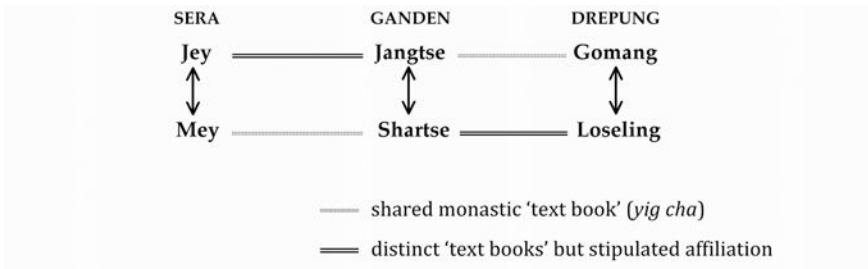 SERA GANDEN DREPUNG
Jey Jangtse Gomang
Mey Shartse Loseling
shared monastic ‘text book’ (yig cha)
distinct ‘text books’ but stipulated affiliation